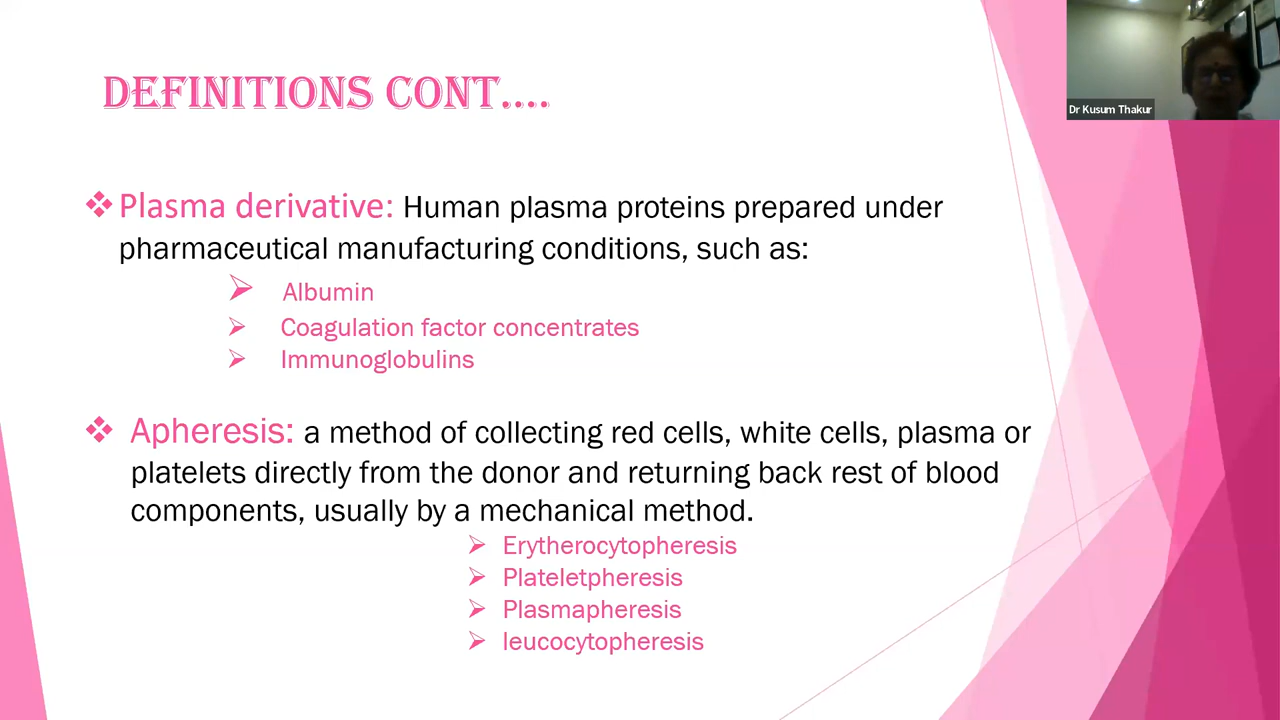 DEFINITIONS CONT....
Dr Kusum Thakur
❖Plasma derivative: Human plasma proteins prepared under
pharmaceutical manufacturing conditions, such as:
➢ Albumin
➢ Coagulation factor concentrates
➢ Immunoglobulins
❖ Apheresis: a method of collecting red cells, white cells, plasma or
platelets directly from the donor and returning back rest of blood
components, usually by a mechanical method.
➢ Erytherocytopheresis
➢ Plateletpheresis
➢ Plasmapheresis
➢ leucocytopheresis